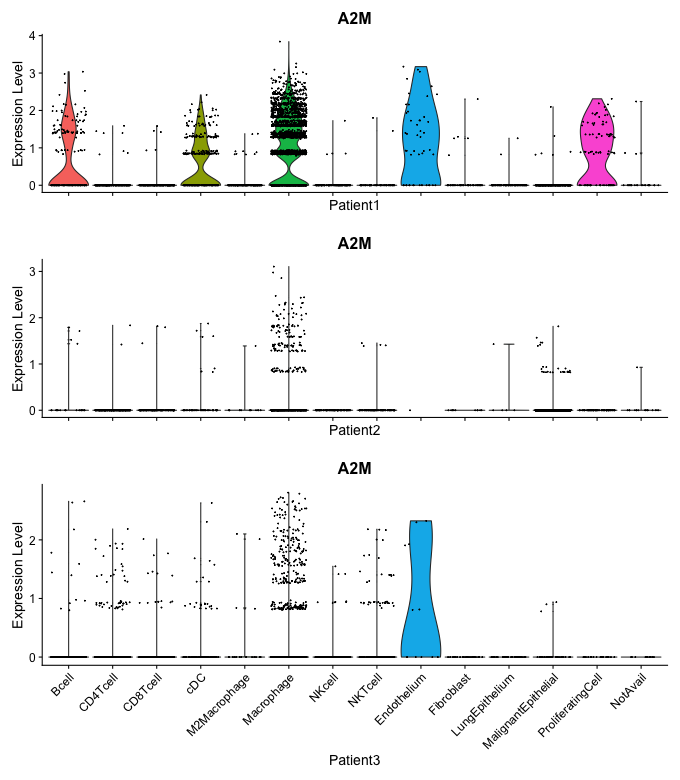 A2M
Expression Level
4
3
2
1
0
Patient1
A2M
Expression Level
3
2
1
0
Patient2
A2M
Expression Level
2
1
0
Bcell
CD4Tcell
CD8Tcell
cDC
M2Macrophage
Macrophage
NKcell
NKTcell
Endothelium
Fibroblast
LungEpithelium
MalignantEpithelial
ProliferatingCell
NotAvail
Patient3